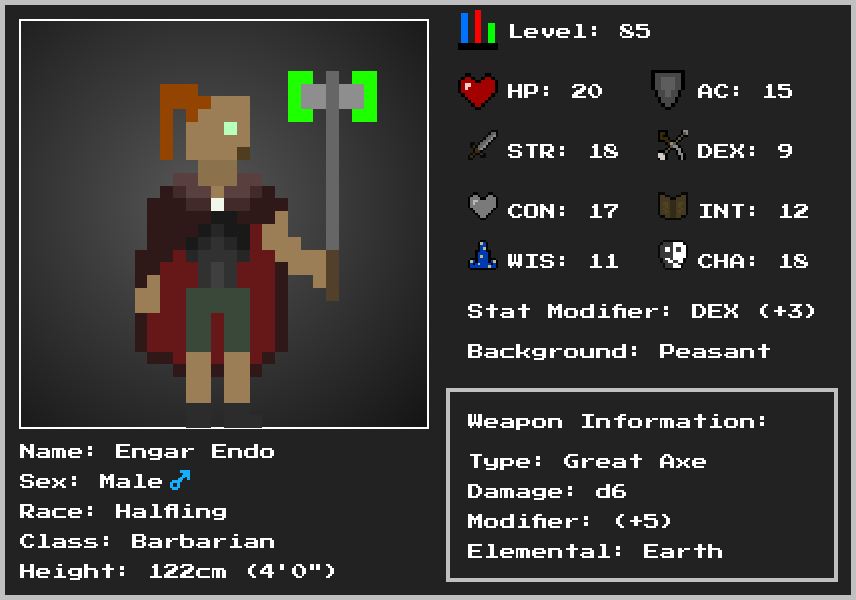 Level: 85
HP: 20 AC: 15
STR: 18 DEX: 9
CON: 17 INT: 12
WIS: 11 CHA: 18
Stat Modifier: DEX (+3)
Background: Peasant
Weapon Information:
Type: Great Axe
Damage: d6
Modifier: (+5)
Elemental: Earth
Name: Engar Endo
Sex: Male ♂
Race: Halfling
Class: Barbarian
Height: 122cm (4'0")